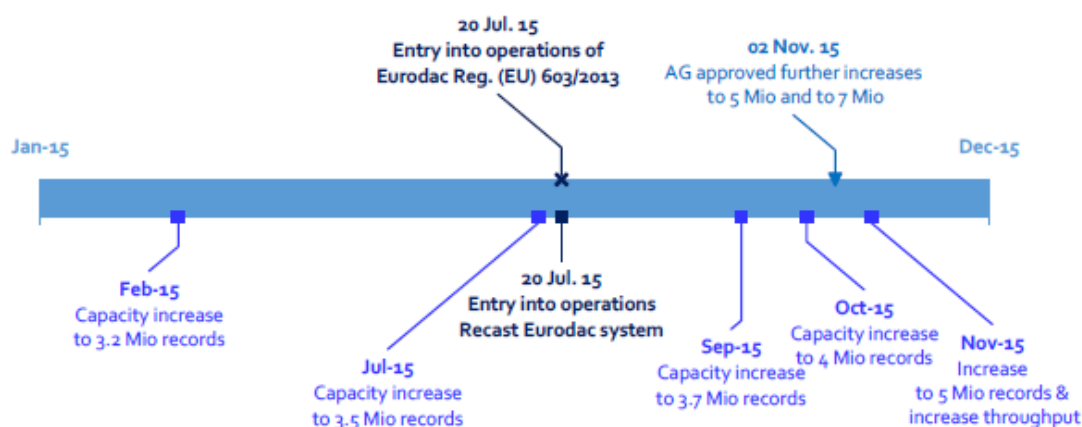 20 Jul. 15
Entry into operations of
Eurodac Reg. (EU) 603/2013
02 Nov. 15
AG approved further increases
to 5 Mio and to 7 Mio
Jan-15
Dec-15
Feb-15
Capacity increase
to 3.2 Mio records
Jul-15
Capacity increase
to 3.5 Mio records
20 Jul. 15
Entry into operations
Recast Eurodac system
Sep-15
Capacity increase
to 3.7 Mio records
Oct-15
Capacity increase
to 4 Mio records
Nov-15
Increase
to 5 Mio records &
increase throughput